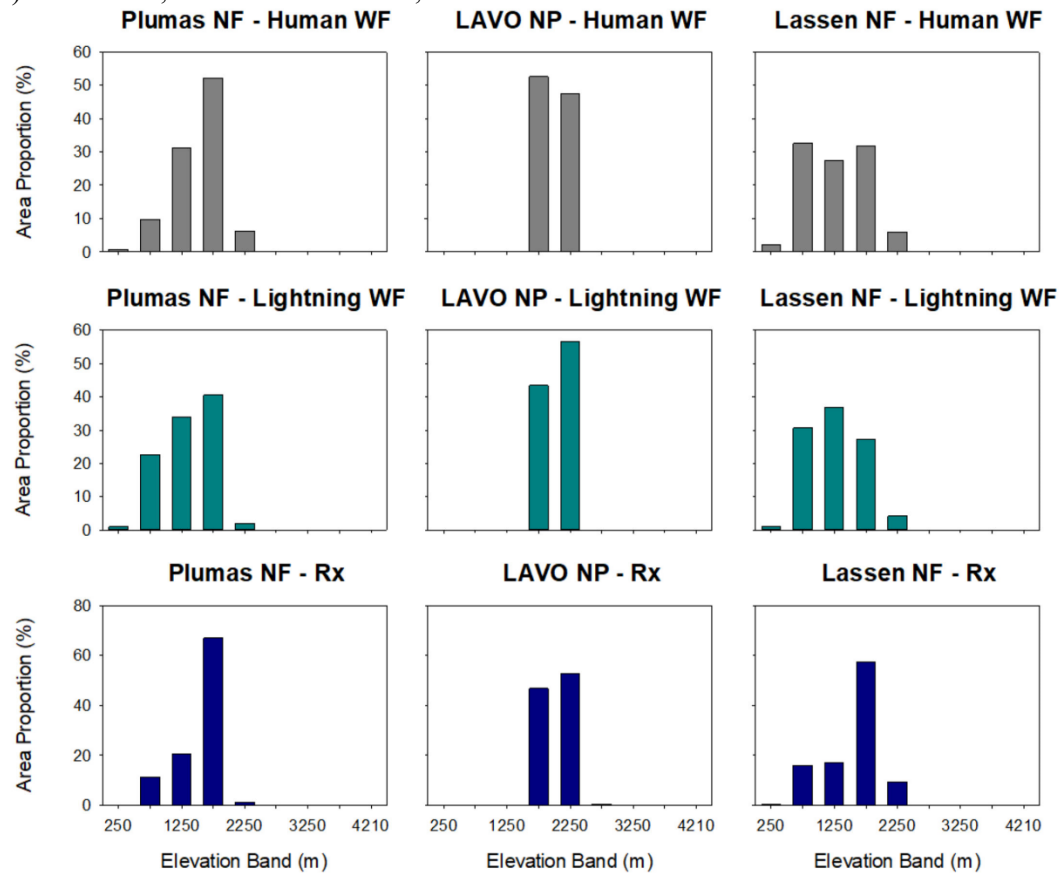 Plumas NF - Human WF
LAVO NP - Human WF
Lassen NF - Human WF
Area Proportion (%)
60
50
40
30
20
10
0
Plumas NF - Lightning WF
LAVO NP - Lightning WF
Lassen NF - Lightning WF
Area Proportion (%)
60
50
40
30
20
10
0
Plumas NF - Rx
LAVO NP - Rx
Lassen NF - Rx
Area Proportion (%)
80
60
40
20
0
250 1250 2250 3250 4210
250 1250 2250 3250 4210
250 1250 2250 3250 4210
Elevation Band (m)
Elevation Band (m)
Elevation Band (m)